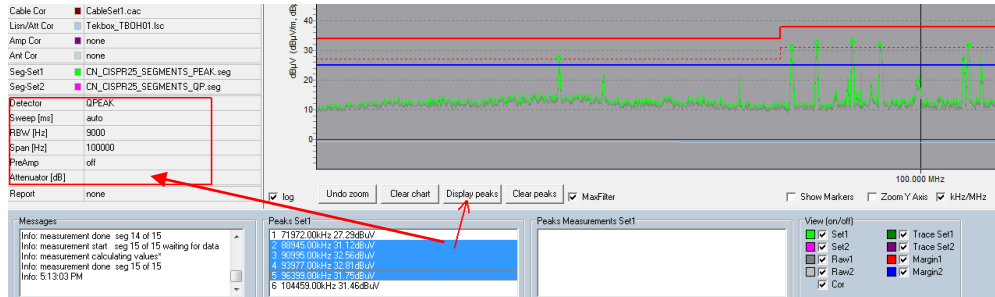 Cable Cor CableSet1.cac
Lisn/Att Cor Tekbox_TBOH01.lsc
Amp Cor none
Ant Cor none
Seg-Set1 CN_CISPR25_SEGMENTS_PEAK.seg
Seg-Set2 CN_CISPR25_SEGMENTS_QP.seg
Detector QPEAK
Sweep [ms] auto
RBW [Hz] 9000
Span [Hz] 100000
PreAmp off
Attenuator [dB]
Report none
dBµV (dBµV/m, dBµ
40
30
20
10
0
100.000 MHz
log Undo zoom Clear chart Display peaks Clear peaks MaxFilter Show Markers Zoom Y Axis kHz/MHz
Messages
Info: measurement done seg 14 of 15
Info: measurement start seg 15 of 15 waiting for data
Info: measurement calculating values*
Info: measurement done seg 15 of 15
Info: 5:13:03 PM
Peaks Set1
1 71972.00kHz 27.29dBuV
2 88945.00kHz 31.12dBuV
3 90995.00kHz 32.56dBuV
4 93977.00kHz 32.81dBuV
5 96399.00kHz 31.75dBuV
6 104459.00kHz 31.46dBuV
Peaks Measurements Set1
View (on/off)
Set1 Trace Set1
Set2 Trace Set2
Raw1 Margin1
Raw2 Margin2
Cor